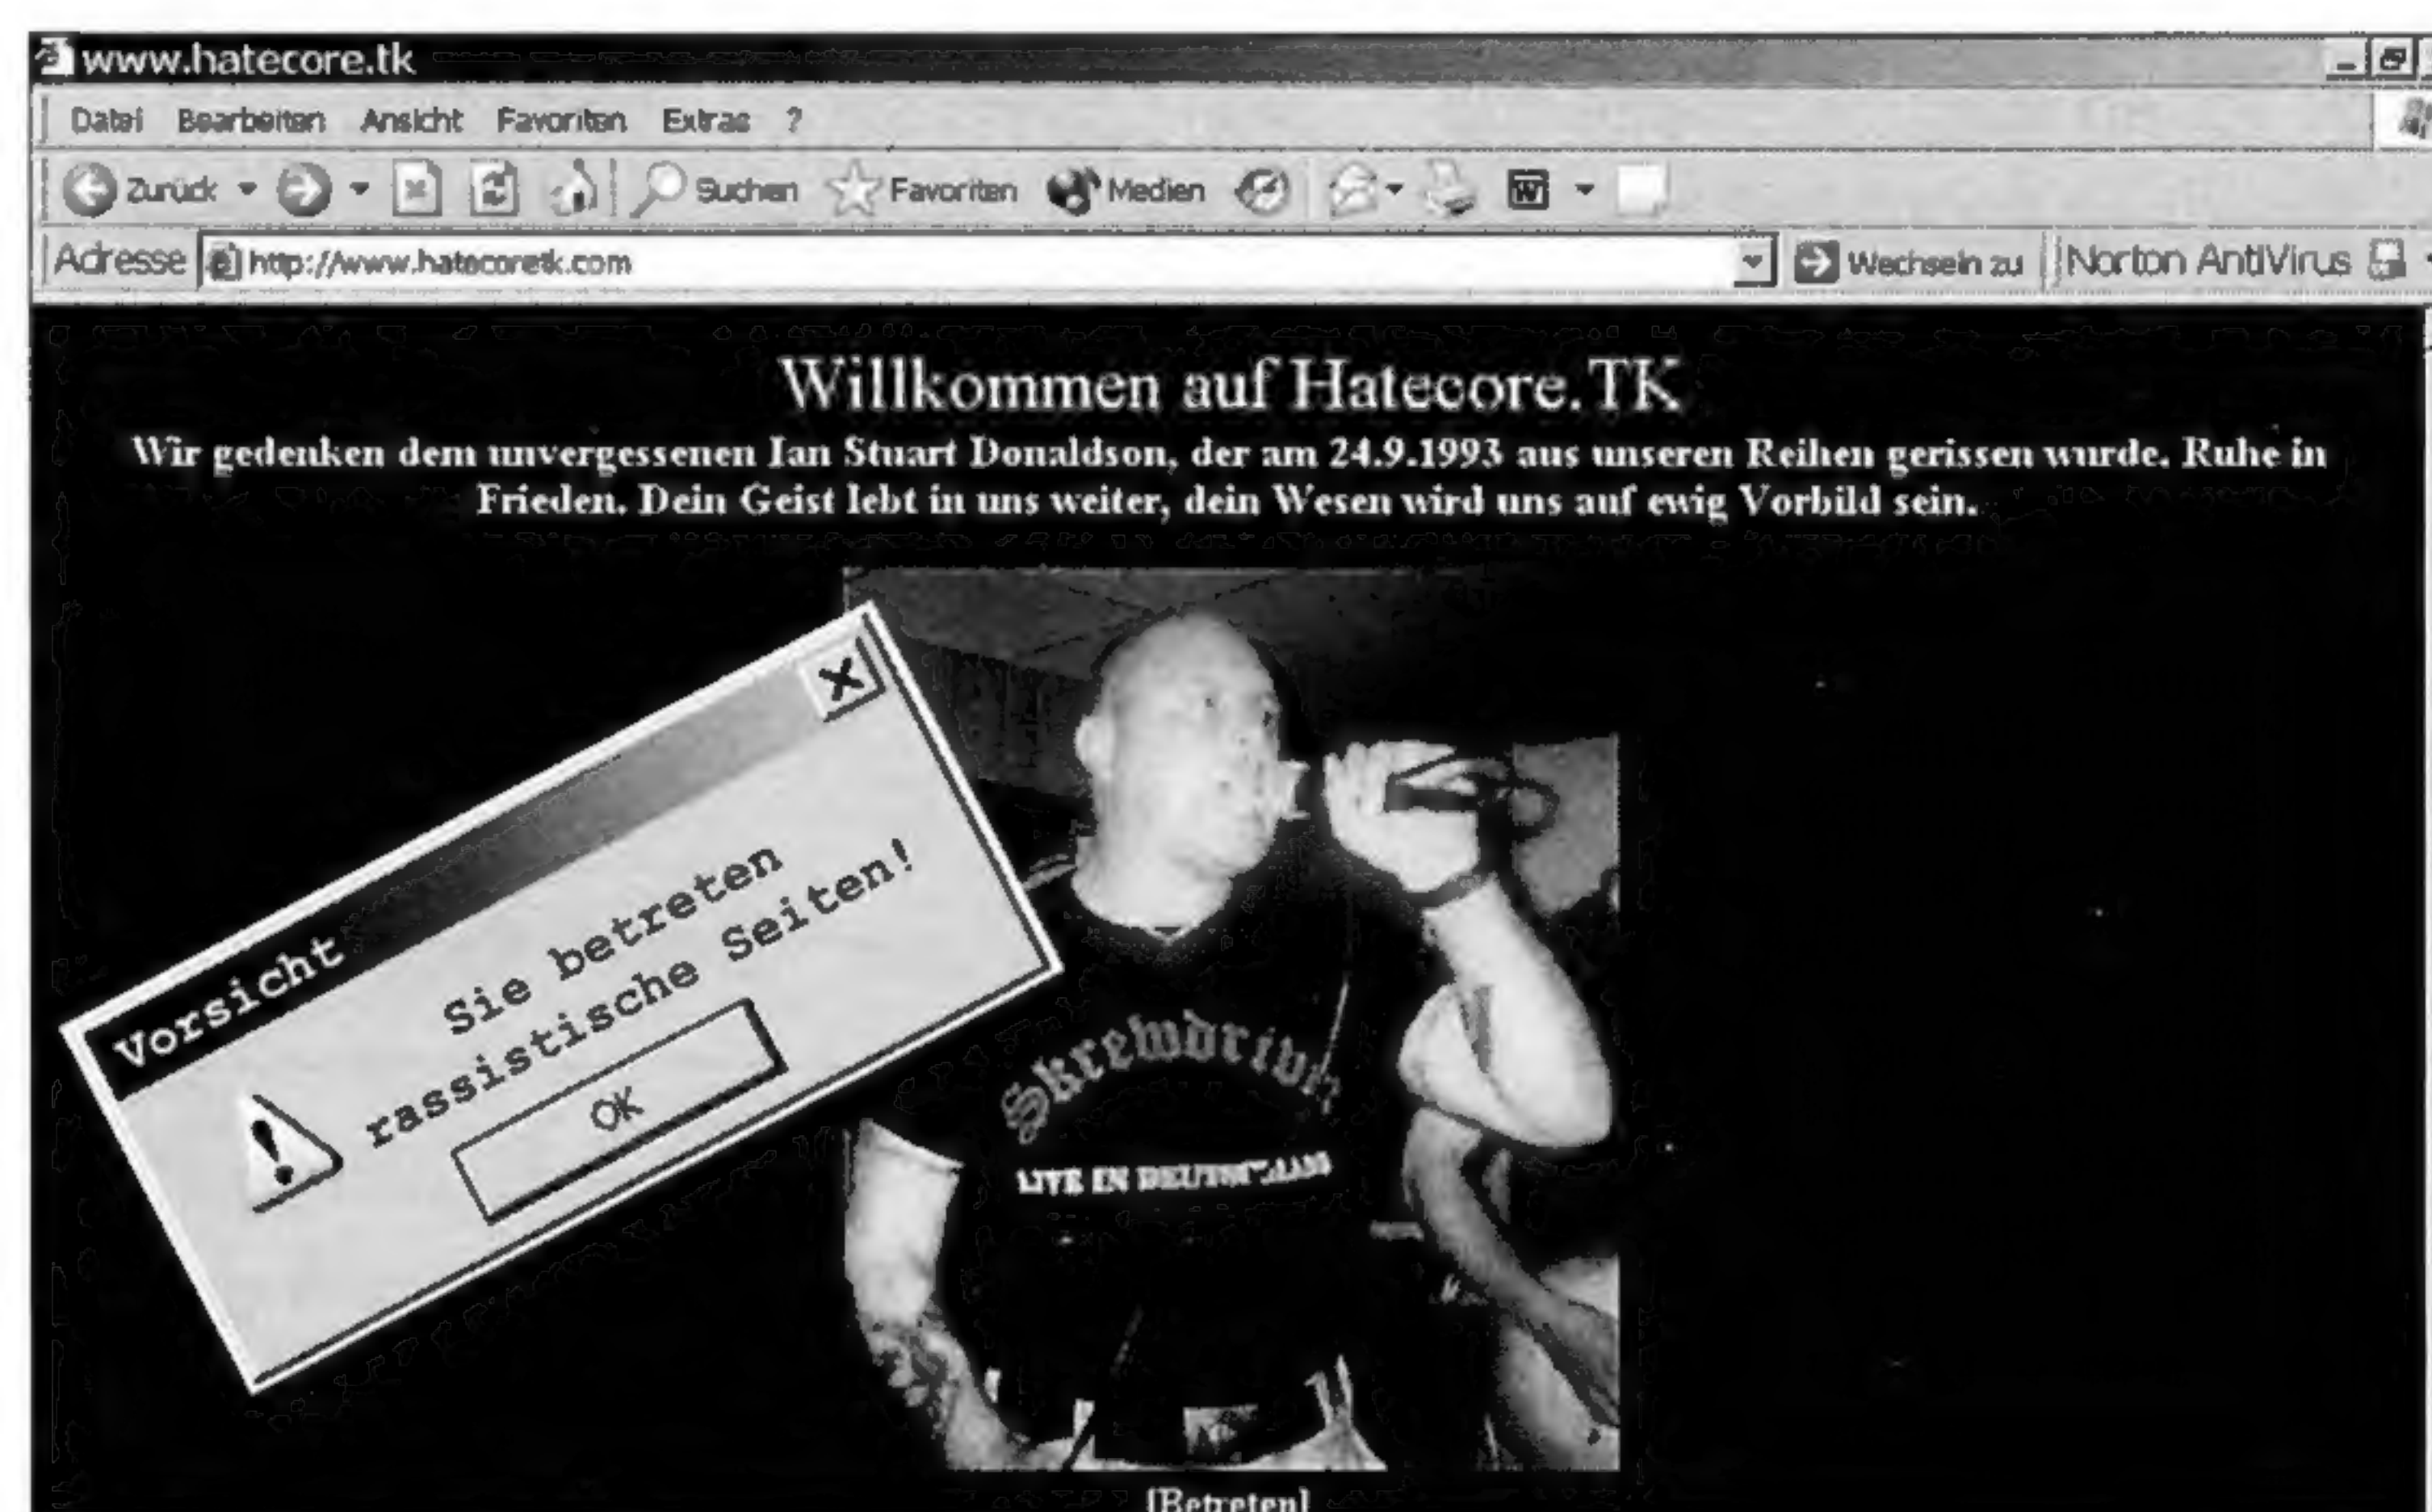 www.hatecore.tk
Datei Bearbeiten Ansicht Favoriten Extras ?
Zurück Suchen Favoriten Medien W
Adresse http://www.hatecoretk.com Wechseln zu Norton AntiVirus
Willkommen auf Hatecore.TK
Wir gedenken dem unvergessenen Ian Stuart Donaldson, der am 24.9.1993 aus unseren Reihen gerissen wurde. Ruhe in
Frieden. Dein Geist lebt in uns weiter, dein Wesen wird uns auf ewig Vorbild sein.
Vorsicht
Sie betreten
rassistische Seiten!
OK
Skrewdriver
LIVE IN DEUTSCHLAND
[Betreten]